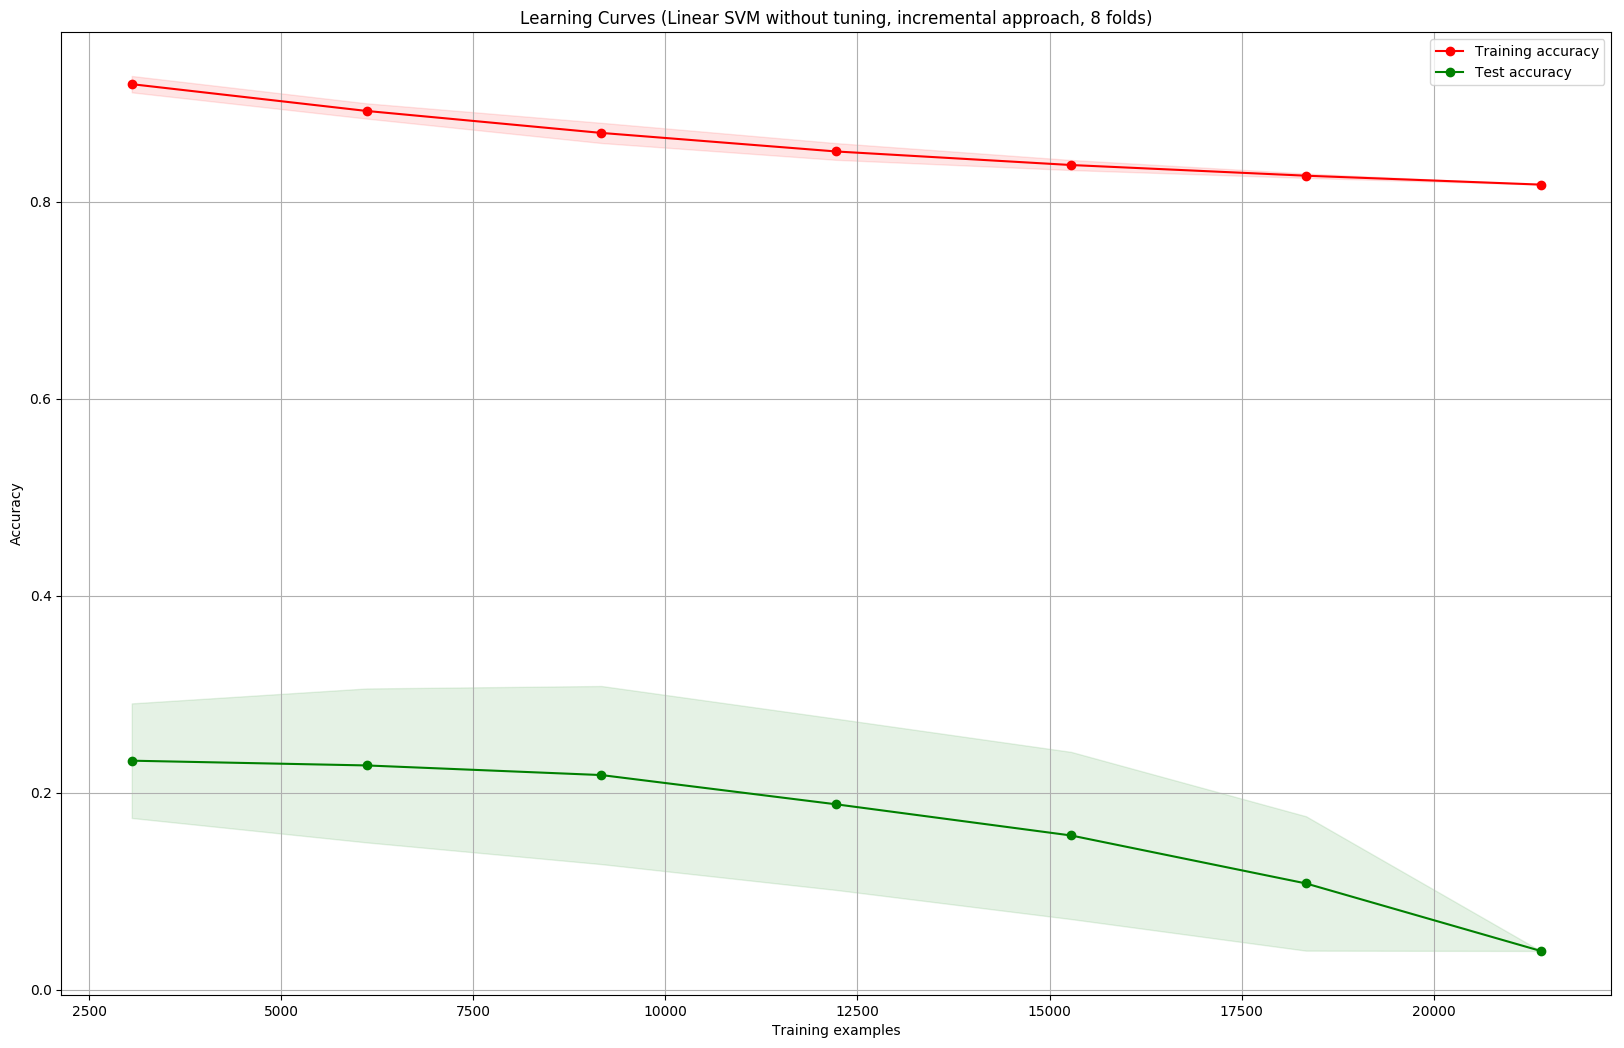 Learning Curves (Linear SVM without tuning, incremental approach, 8 folds)
Training accuracy
Test accuracy
Accuracy
0.8
0.6
0.4
0.2
0.0
2500 5000 7500 10000 12500 15000 17500 20000
Training examples